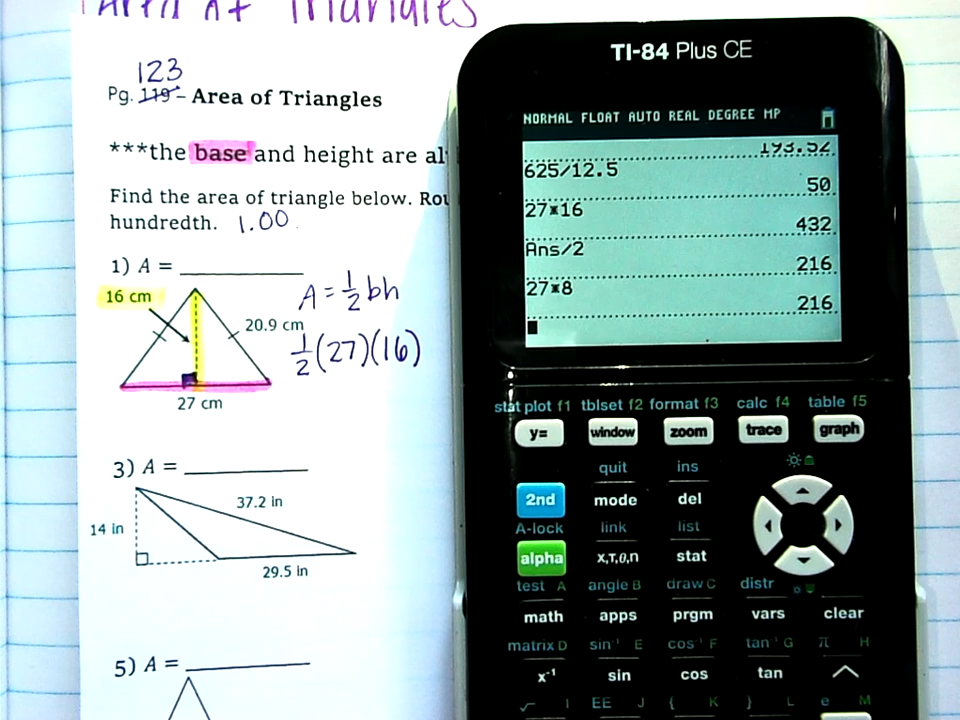 Area of Triangles
123
Pg. 119 – Area of Triangles
***the base and height are al
Find the area of triangle below. Rou
hundredth. 1.00
1) A = __________
16 cm
20.9 cm
27 cm
A = 1/2 bh
1/2 (27)(16)
3) A = __________
37.2 in
14 in
29.5 in
5) A = __________
TI-84 Plus CE
NORMAL FLOAT AUTO REAL DEGREE MP
193.52
625/12.5
50
27*16
432
Ans/2
216
27*8
216
stat plot f1 tblset f2 format f3 calc f4 table f5
y= window zoom trace graph
quit ins
2nd mode del
A-lock link list
alpha X,T,θ,n stat
test A angle B draw C distr
math apps prgm vars clear
matrix D sin⁻¹ E cos⁻¹ F tan⁻¹ G π H
x⁻¹ sin cos tan ^
√ I EE J { K } L e M